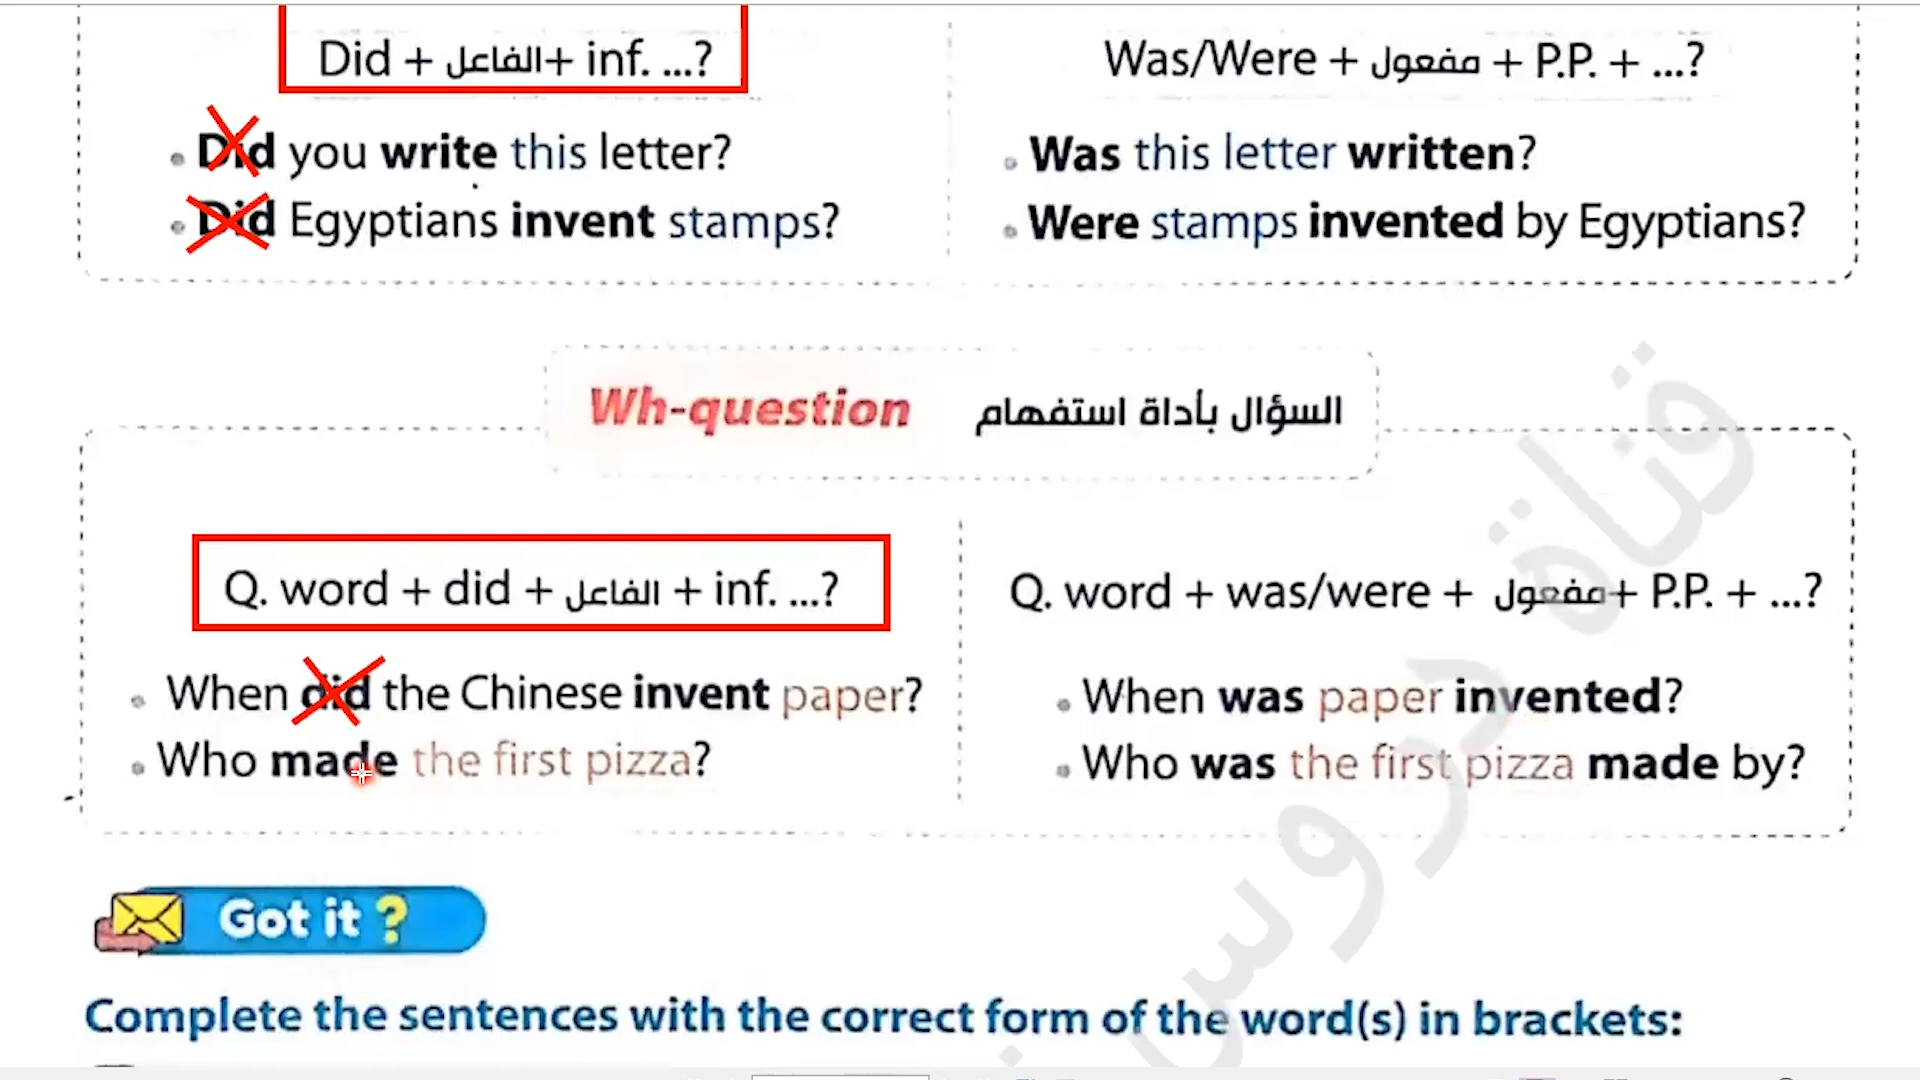 Did + الفاعل + inf. ...?
Was/Were + مفعول + P.P. + ...?
Did you write this letter?
Was this letter written?
Did Egyptians invent stamps?
Were stamps invented by Egyptians?
Wh-question السؤال بأداة استفهام
Q. word + did + الفاعل + inf. ...?
Q. word + was/were + مفعول + P.P. + ...?
When did the Chinese invent paper?
When was paper invented?
Who made the first pizza?
Who was the first pizza made by?
Got it ?
Complete the sentences with the correct form of the word(s) in brackets:
قناة دروس